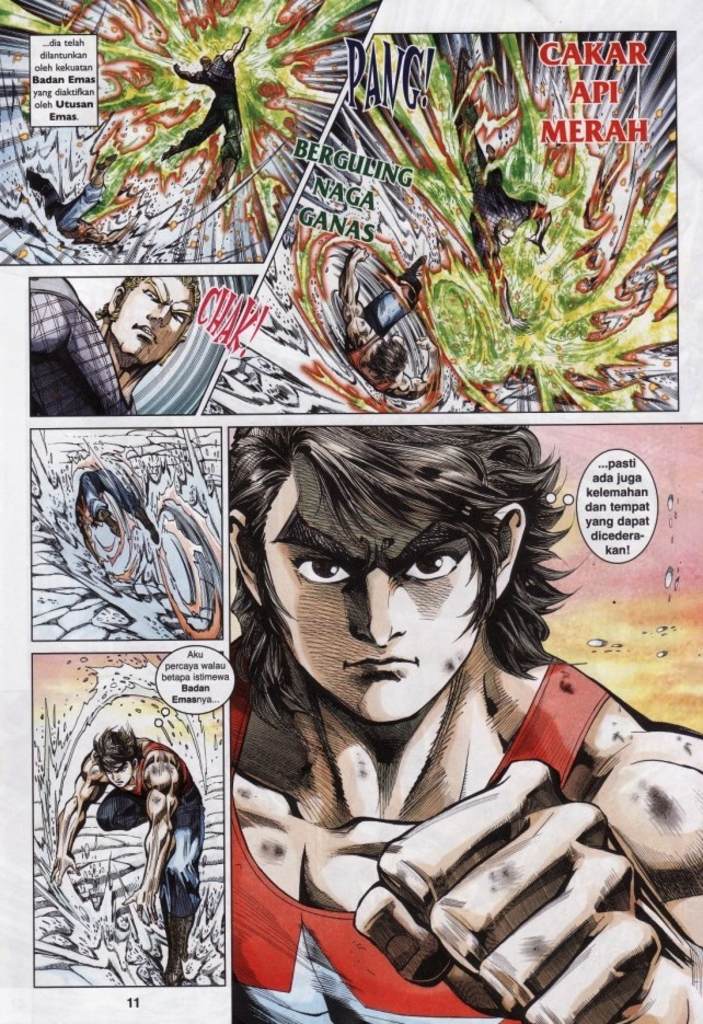 ...dia telah
dilantunkan
oleh kekuatan
Badan Emas
yang diaktifkan
oleh Utusan
Emas.
PANG!
CAKAR
API
MERAH
BERGULING
NAGA
GANAS
CHAK!
...pasti
ada juga
kelemahan
dan tempat
yang dapat
dicedera-
kan!
Aku
percaya walau
betapa istimewa
Badan
Emasnya...
11